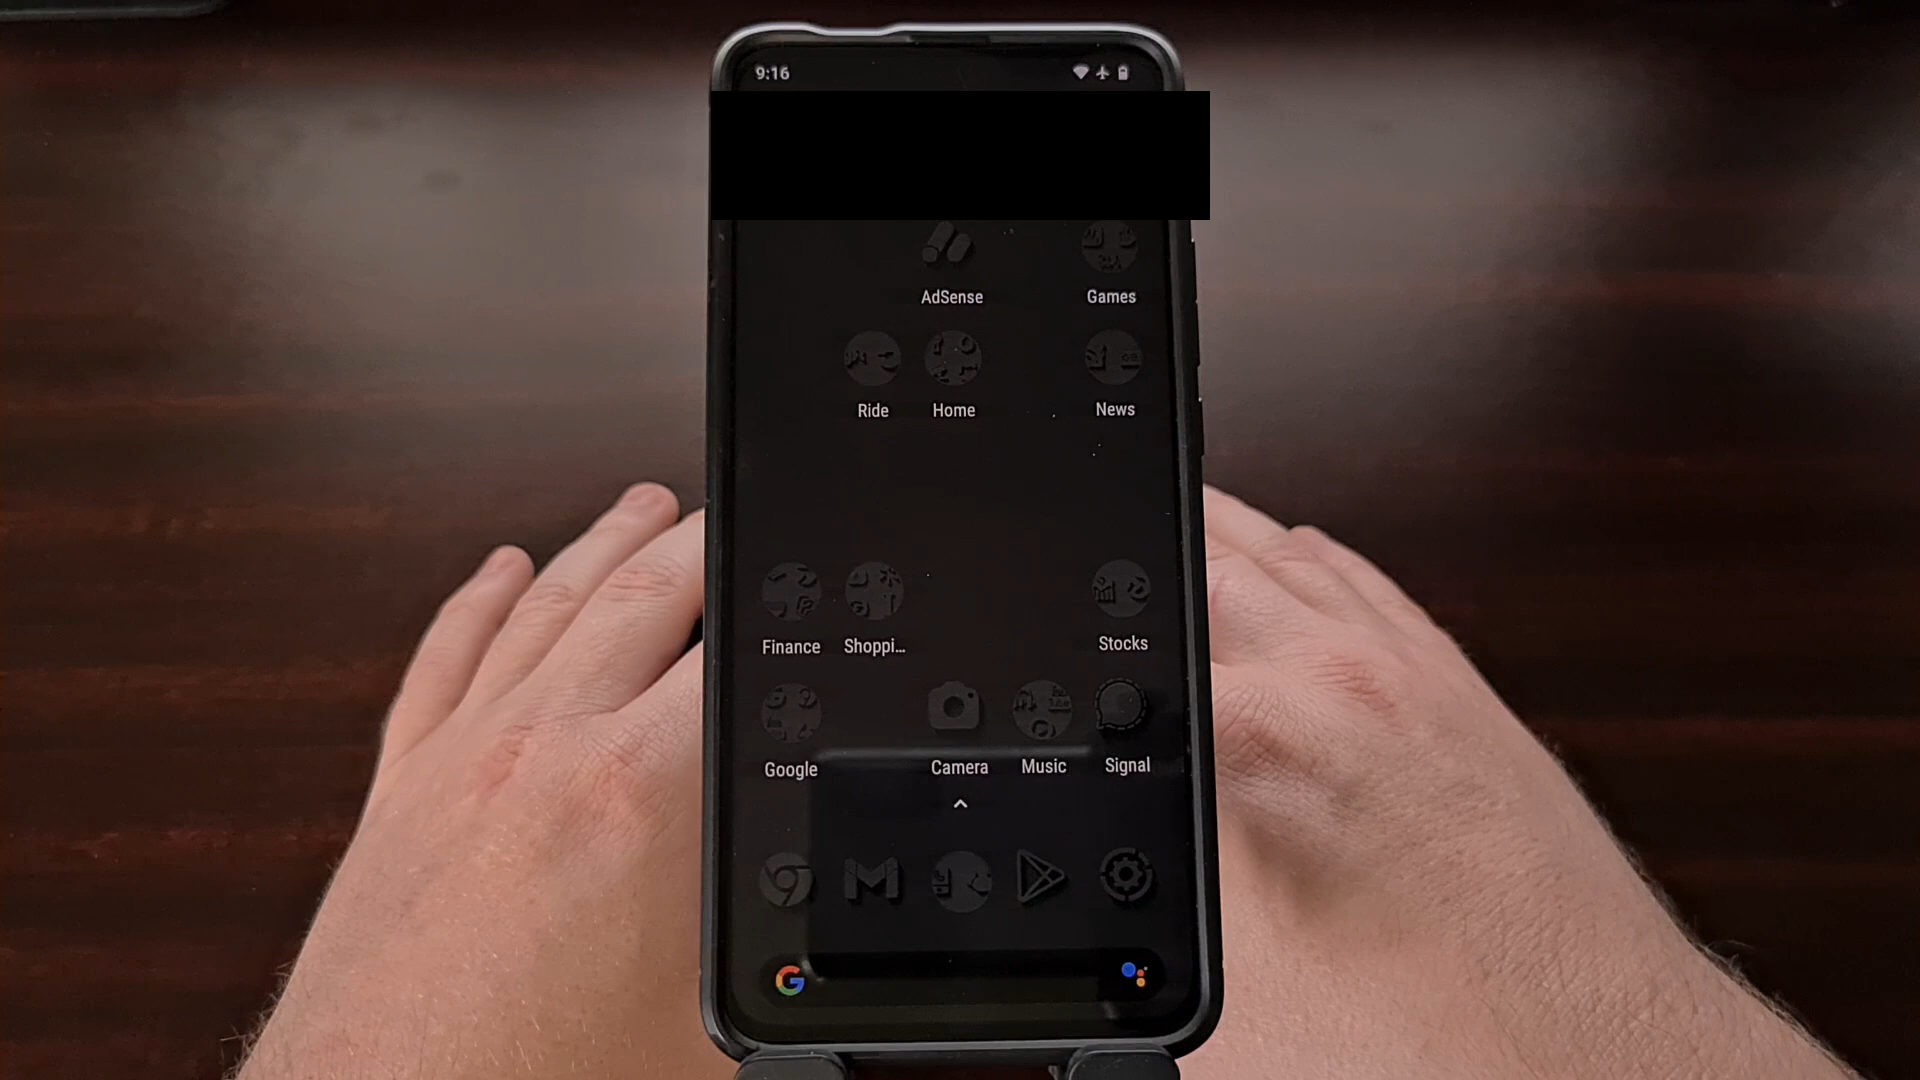 9:16
AdSense Games
Ride Home News
Finance Shoppi... Stocks
Google Camera Music Signal